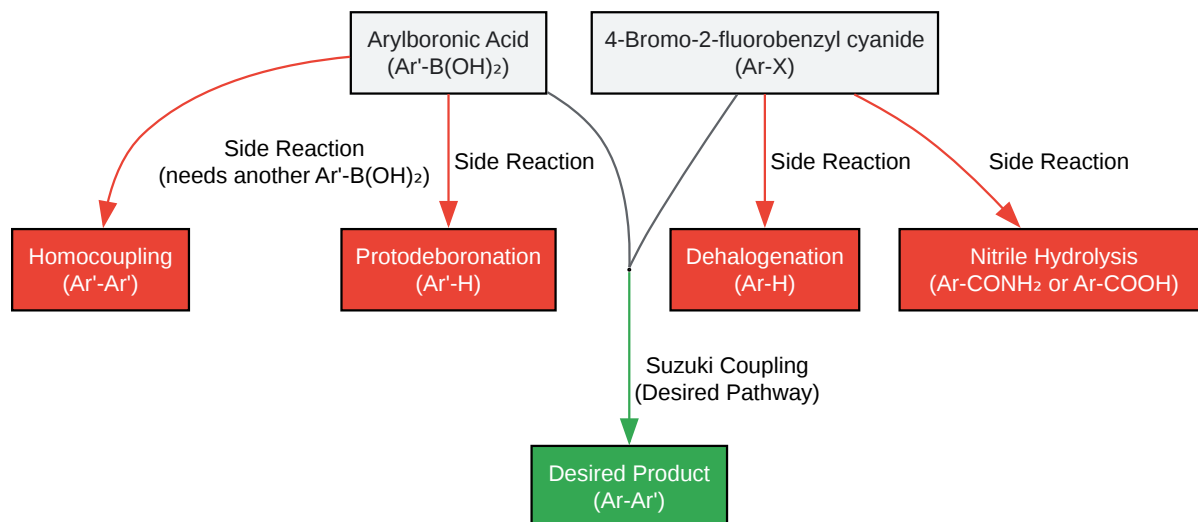 Arylboronic Acid
(Ar'-B(OH)₂)
4-Bromo-2-fluorobenzyl cyanide
(Ar-X)
Side Reaction
(needs another Ar'-B(OH)₂)
Side Reaction
Side Reaction
Side Reaction
Homocoupling
(Ar'-Ar')
Protodeboronation
(Ar'-H)
Dehalogenation
(Ar-H)
Nitrile Hydrolysis
(Ar-CONH₂ or Ar-COOH)
Suzuki Coupling
(Desired Pathway)
Desired Product
(Ar-Ar')